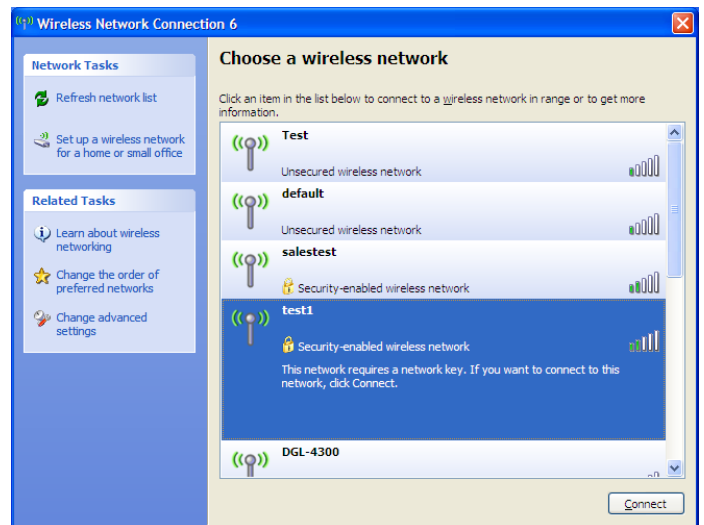 Wireless Network Connection 6
Network Tasks
Refresh network list
Set up a wireless network
for a home or small office
Related Tasks
Learn about wireless
networking
Change the order of
preferred networks
Change advanced
settings
Choose a wireless network
Click an item in the list below to connect to a wireless network in range or to get more
information.
Test
Unsecured wireless network
default
Unsecured wireless network
salestest
Security-enabled wireless network
test1
Security-enabled wireless network
This network requires a network key. If you want to connect to this
network, click Connect.
DGL-4300
Connect